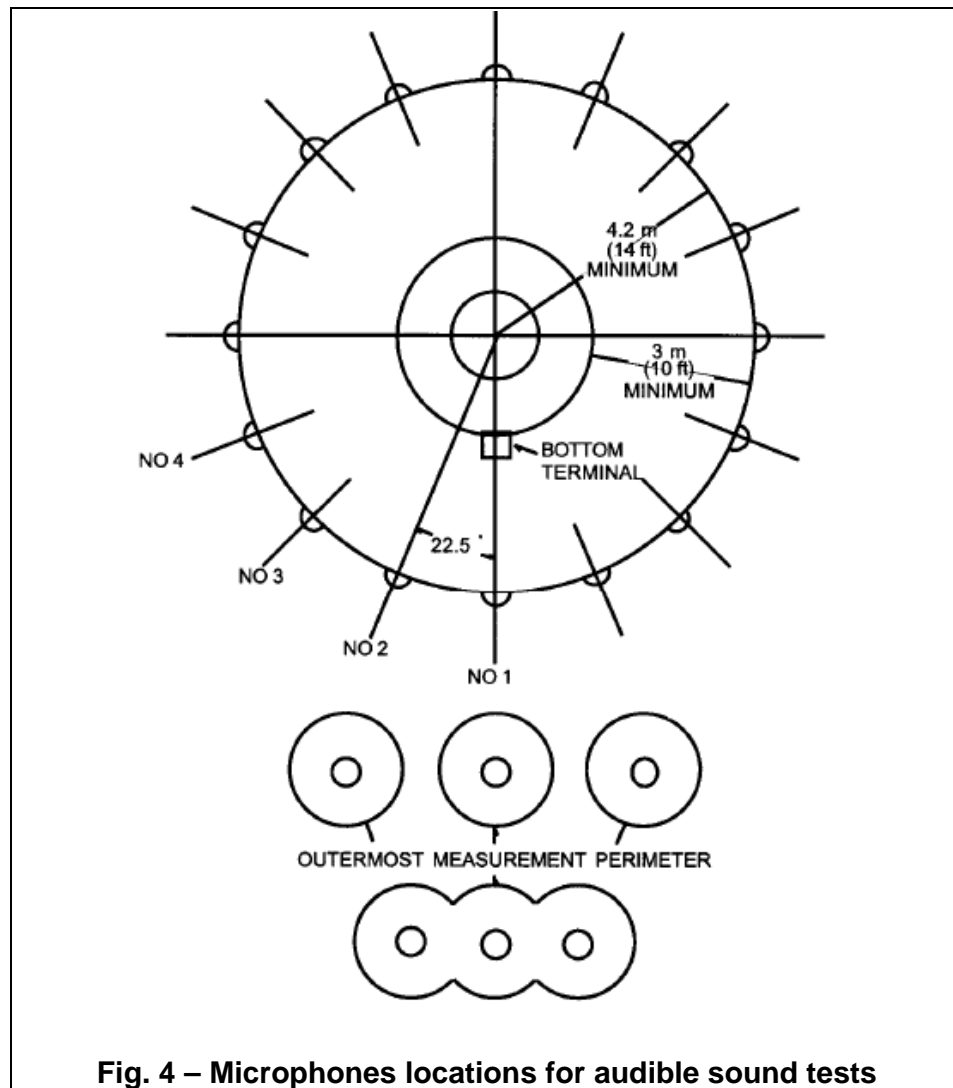 4.2 m
(14 ft)
MINIMUM
3 m
(10 ft)
MINIMUM
NO 4
BOTTOM
TERMINAL
22.5
NO 3
NO 2
NO 1
OUTERMOST MEASUREMENT PERIMETER
Fig. 4 – Microphones locations for audible sound tests